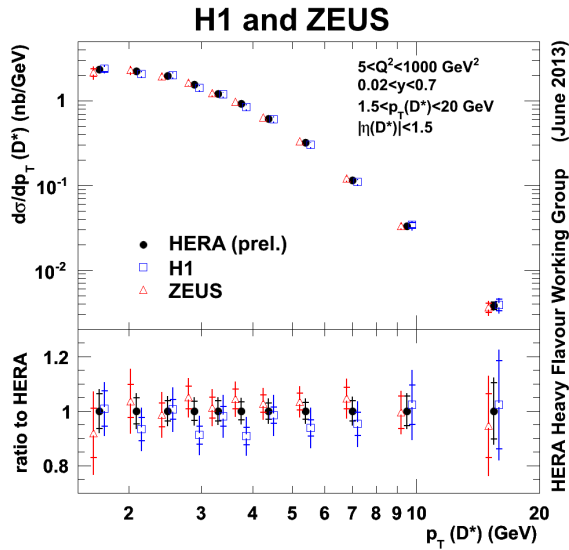 H1 and ZEUS
dσ/dp_T (D*) (nb/GeV)
1
10⁻¹
10⁻²
5<Q²<1000 GeV²
0.02<y<0.7
1.5<p_T(D*)<20 GeV
|η(D*)|<1.5
HERA (prel.)
H1
ZEUS
ratio to HERA
1.2
1
0.8
2
3
4
5
6
7
8
9
10
20
p_T (D*) (GeV)
HERA Heavy Flavour Working Group (June 2013)